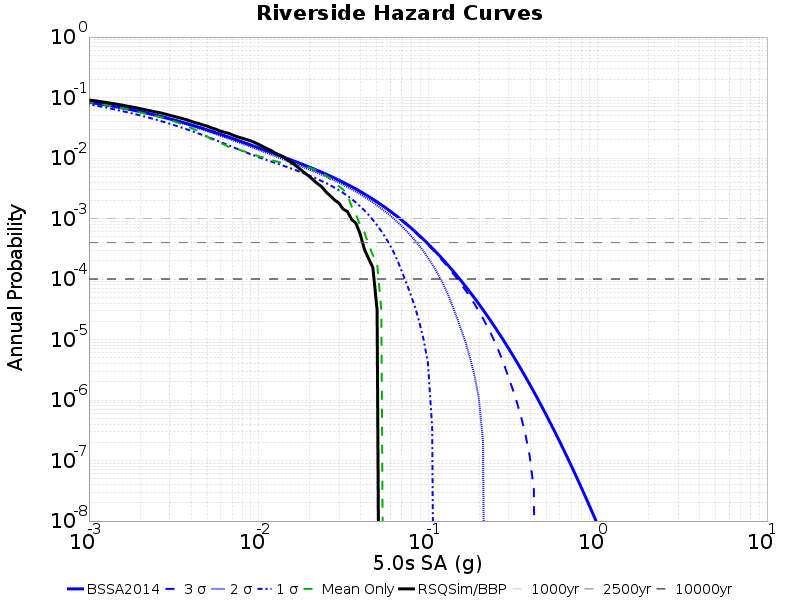 Riverside Hazard Curves
10^0
10^-1
10^-2
10^-3
10^-4
10^-5
10^-6
10^-7
10^-8
Annual Probability
10^-3 10^-2 10^-1 10^0 10^1
5.0s SA (g)
BSSA2014 3 σ 2 σ 1 σ Mean Only RSQSim/BBP 1000yr 2500yr 10000yr